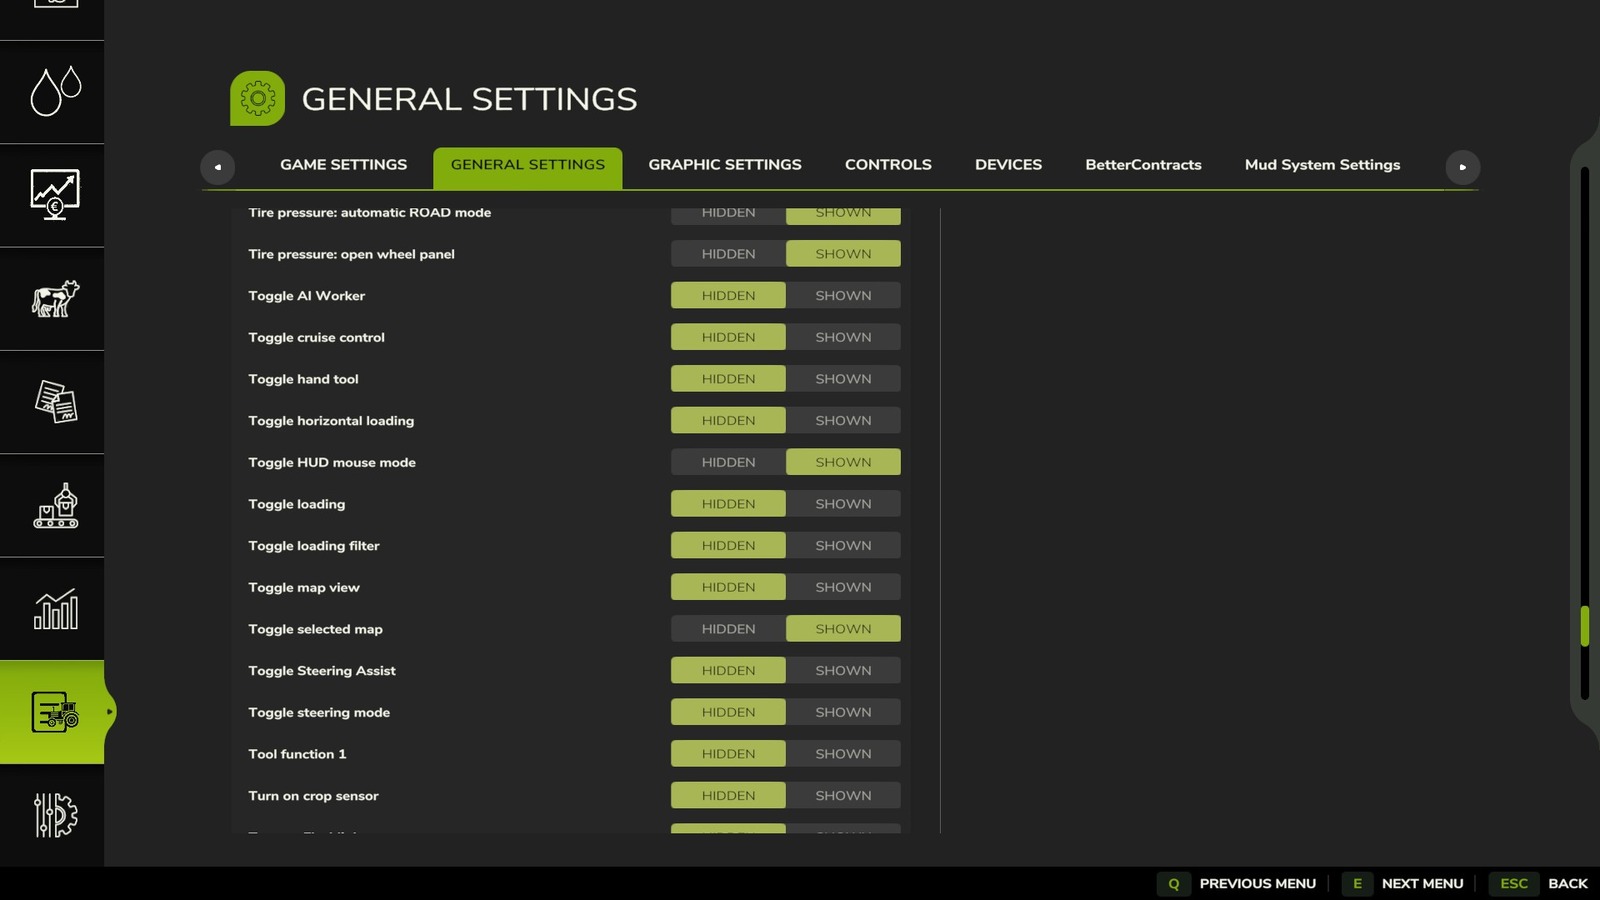 GENERAL SETTINGS
GAME SETTINGS GENERAL SETTINGS GRAPHIC SETTINGS CONTROLS DEVICES BetterContracts Mud System Settings
Tire pressure: automatic ROAD mode HIDDEN SHOWN
Tire pressure: open wheel panel HIDDEN SHOWN
Toggle AI Worker HIDDEN SHOWN
Toggle cruise control HIDDEN SHOWN
Toggle hand tool HIDDEN SHOWN
Toggle horizontal loading HIDDEN SHOWN
Toggle HUD mouse mode HIDDEN SHOWN
Toggle loading HIDDEN SHOWN
Toggle loading filter HIDDEN SHOWN
Toggle map view HIDDEN SHOWN
Toggle selected map HIDDEN SHOWN
Toggle Steering Assist HIDDEN SHOWN
Toggle steering mode HIDDEN SHOWN
Tool function 1 HIDDEN SHOWN
Turn on crop sensor HIDDEN SHOWN
Q PREVIOUS MENU E NEXT MENU ESC BACK